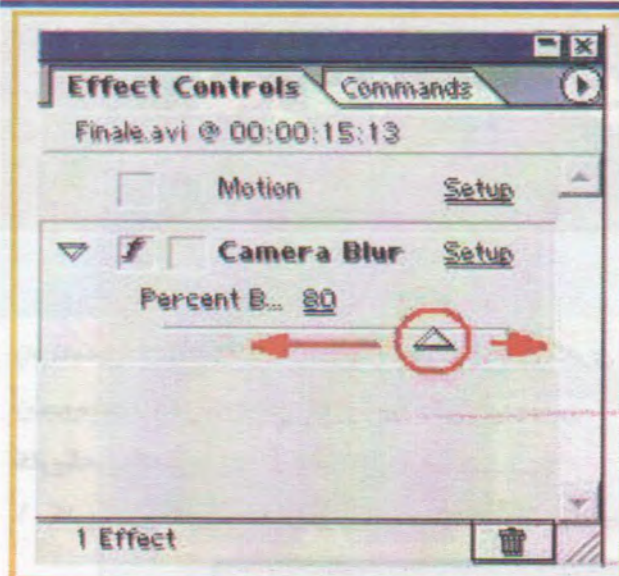 Effect Controls Commands
Finale.avi @ 00:00:15:13
Motion Setup
f Camera Blur Setup
Percent B... 80
1 Effect